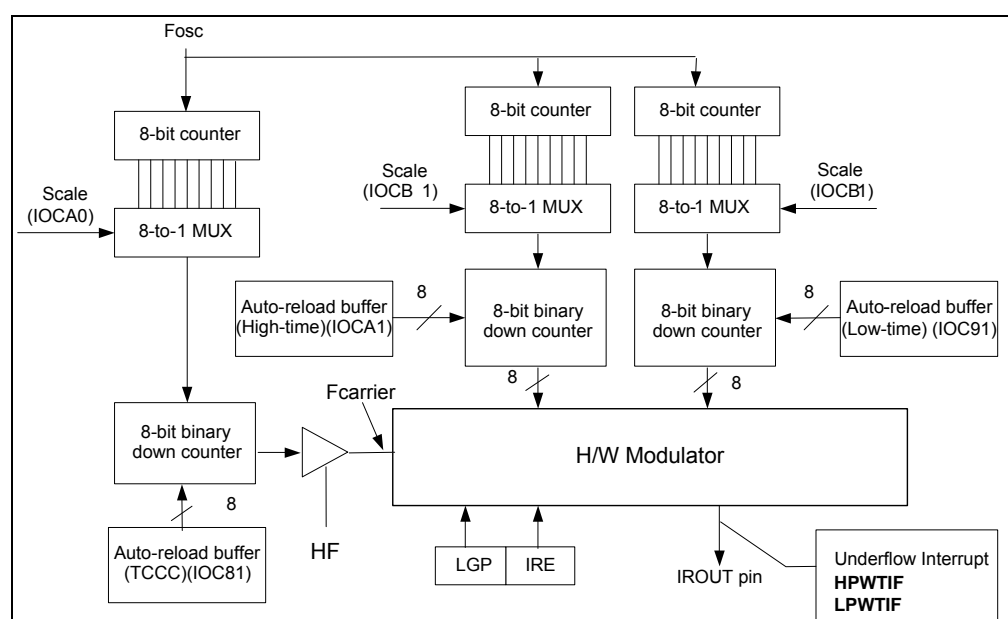 Fosc
8-bit counter
8-bit counter
8-bit counter
Scale
(IOCA0)
Scale
(IOCB 1)
Scale
(IOCB1)
8-to-1 MUX
8-to-1 MUX
8-to-1 MUX
Auto-reload buffer
(High-time)(IOCA1)
8
8-bit binary
down counter
8-bit binary
down counter
8
Auto-reload buffer
(Low-time) (IOC91)
8
8
Fcarrier
8-bit binary
down counter
H/W Modulator
8
HF
Auto-reload buffer
(TCCC)(IOC81)
LGP
IRE
IROUT pin
Underflow Interrupt
HPWTIF
LPWTIF